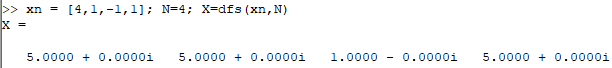 >> xn = [4,1,-1,1]; N=4; X=dfs(xn,N)
X =
5.0000 + 0.0000i   5.0000 + 0.0000i   1.0000 - 0.0000i   5.0000 + 0.0000i